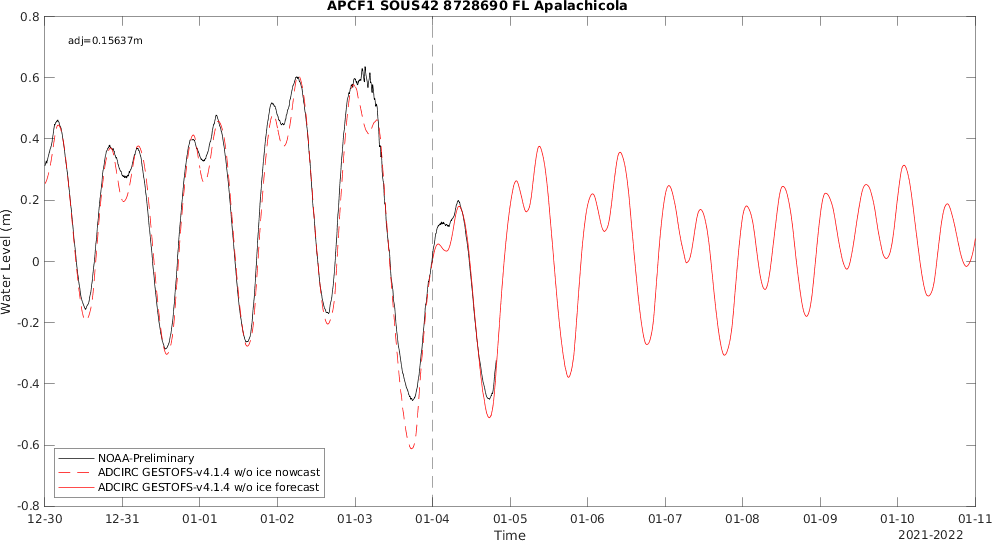 APCF1 SOUS42 8728690 FL Apalachicola
adj=0.15637m
0.8
0.6
0.4
0.2
0
-0.2
-0.4
-0.6
-0.8
Water Level (m)
NOAA-Preliminary
ADCIRC GESTOFS-v4.1.4 w/o ice nowcast
ADCIRC GESTOFS-v4.1.4 w/o ice forecast
12-30 12-31 01-01 01-02 01-03 01-04 01-05 01-06 01-07 01-08 01-09 01-10 01-11
Time
2021-2022